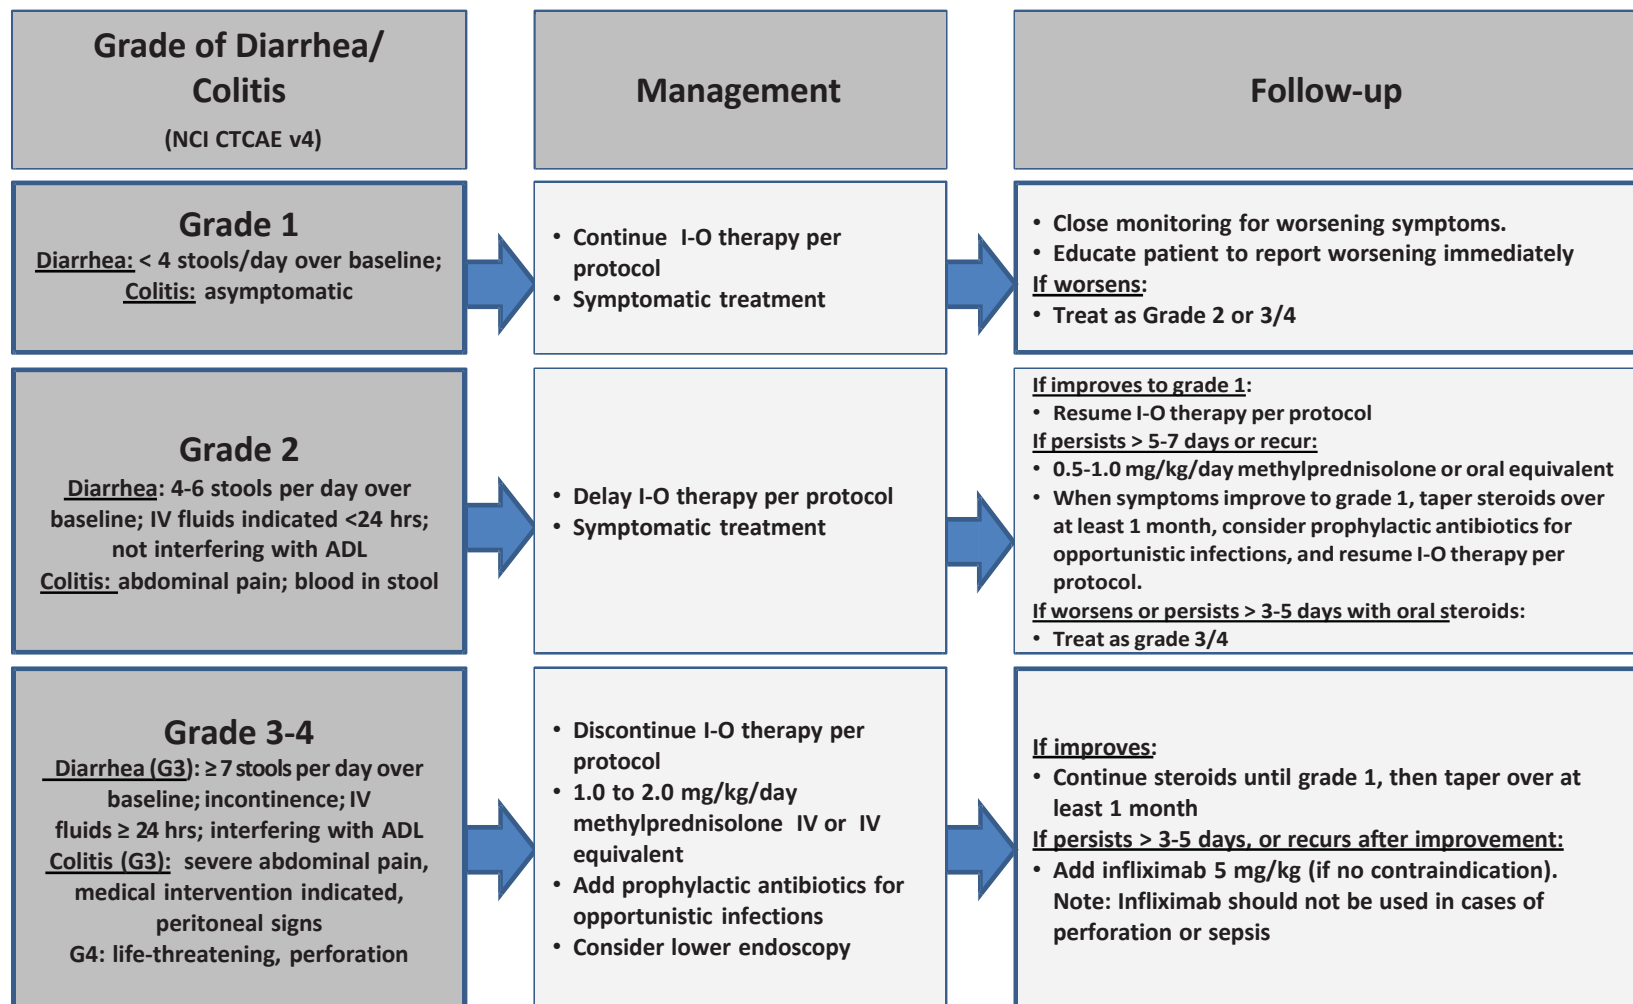 Grade of Diarrhea/
Colitis
(NCI CTCAE v4)
Management
Follow-up
Grade 1
Diarrhea: < 4 stools/day over baseline;
Colitis: asymptomatic
• Continue I-O therapy per
protocol
• Symptomatic treatment
• Close monitoring for worsening symptoms.
• Educate patient to report worsening immediately
If worsens:
• Treat as Grade 2 or 3/4
Grade 2
Diarrhea: 4-6 stools per day over
baseline; IV fluids indicated <24 hrs;
not interfering with ADL
Colitis: abdominal pain; blood in stool
• Delay I-O therapy per protocol
• Symptomatic treatment
If improves to grade 1:
• Resume I-O therapy per protocol
If persists > 5-7 days or recur:
• 0.5-1.0 mg/kg/day methylprednisolone or oral equivalent
• When symptoms improve to grade 1, taper steroids over
at least 1 month, consider prophylactic antibiotics for
opportunistic infections, and resume I-O therapy per
protocol.
If worsens or persists > 3-5 days with oral steroids:
• Treat as grade 3/4
Grade 3-4
Diarrhea (G3): ≥ 7 stools per day over
baseline; incontinence; IV
fluids ≥ 24 hrs; interfering with ADL
Colitis (G3): severe abdominal pain,
medical intervention indicated,
peritoneal signs
G4: life-threatening, perforation
• Discontinue I-O therapy per
protocol
• 1.0 to 2.0 mg/kg/day
methylprednisolone IV or IV
equivalent
• Add prophylactic antibiotics for
opportunistic infections
• Consider lower endoscopy
If improves:
• Continue steroids until grade 1, then taper over at
least 1 month
If persists > 3-5 days, or recurs after improvement:
• Add infliximab 5 mg/kg (if no contraindication).
Note: Infliximab should not be used in cases of
perforation or sepsis